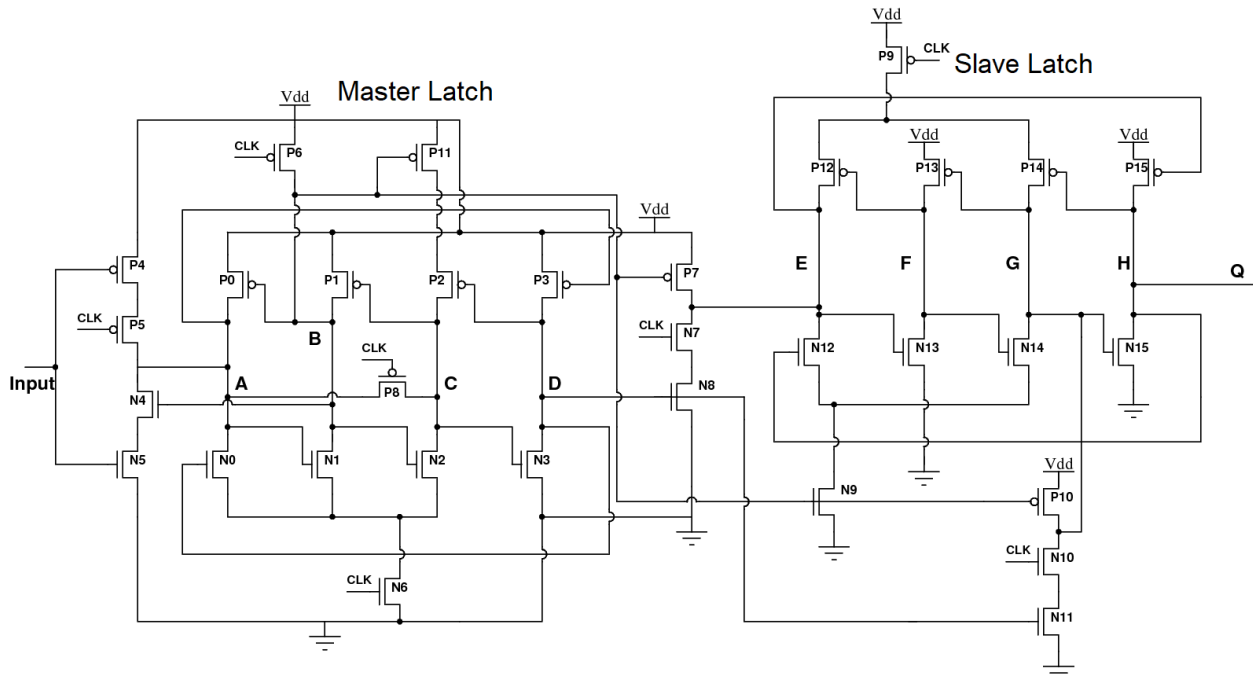 Vdd
P9
CLK
Slave Latch
Master Latch
Vdd
CLK
P6
P11
Vdd
Vdd
P12
P13
P14
P15
Vdd
P4
P0
P1
P2
P3
P7
E
F
G
H
Q
CLK
P5
B
CLK
N7
N12
N13
N14
N15
CLK
Input
A
P8
C
D
N8
N4
N5
N0
N1
N2
N3
Vdd
N9
P10
CLK
N6
CLK
N10
N11